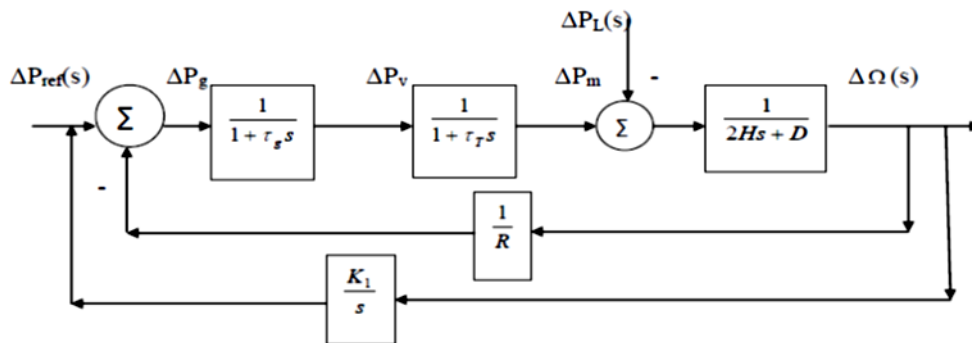 ΔP_L(s)
ΔP_ref(s) ΔP_g ΔP_v ΔP_m - ΔΩ(s)
Σ 1/(1 + τ_g s) 1/(1 + τ_T s) Σ 1/(2Hs + D)
-
1/R
K_1/s